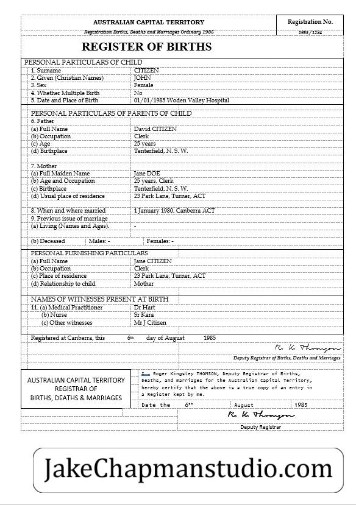 AUSTRALIAN CAPITAL TERRITORY
Registration Births, Deaths and Marriages Ordinary 1986
Registration No.
REGISTER OF BIRTHS
PERSONAL PARTICULARS OF CHILD
1. Surname CITIZEN
2. Given (Christian Names) JOHN
3. Sex Female
4. Whether Multiple Birth No
5. Date and Place of Birth 01/01/1985 Woden Valley Hospital
PERSONAL PARTICULARS OF PARENTS OF CHILD
6. Father
(a) Full Name David CITIZEN
(b) Occupation Clerk
(c) Age 25 years
(d) Birthplace Tenterfield, N. S. W.
7. Mother
(a) Full Maiden Name Jane DOE
(b) Age and Occupation 25 years, Clerk
(c) Birthplace Tenterfield, N. S. W.
(d) Usual place of residence 23 Park Lane, Turner, ACT
8. When and where married 1 January 1980, Canberra ACT
9. Previous issue of marriage
(a) Living (Names and Ages). -
(b) Deceased Males: - Females: -
PERSONAL FURNISHING PARTICULARS
(a) Full Name Jane CITIZEN
(b) Occupation Clerk
(c) Place of residence 23 Park Lane, Turner, ACT
(d) Relationship to child Mother
NAMES OF WITNESSES PRESENT AT BIRTH
11. (a) Medical Practitioner Dr Hart
(b) Nurse Sr Kane
(c) Other witnesses Mr J Citizen
Registered at Canberra, this 6th day of August 1985
R. K. Thomson
Deputy Registrar of Births, Deaths and Marriages
AUSTRALIAN CAPITAL TERRITORY
REGISTRAR OF
BIRTHS, DEATHS & MARRIAGES
Roger Kingsley THOMSON, Deputy Registrar of Births,
Deaths, and Marriages for the Australian Capital Territory,
hereby certify that the above is a true copy of an entry in
a Register kept by me.
Date the 6th August 1985
R. K. Thomson
Deputy Registrar
JakeChapmanstudio.com